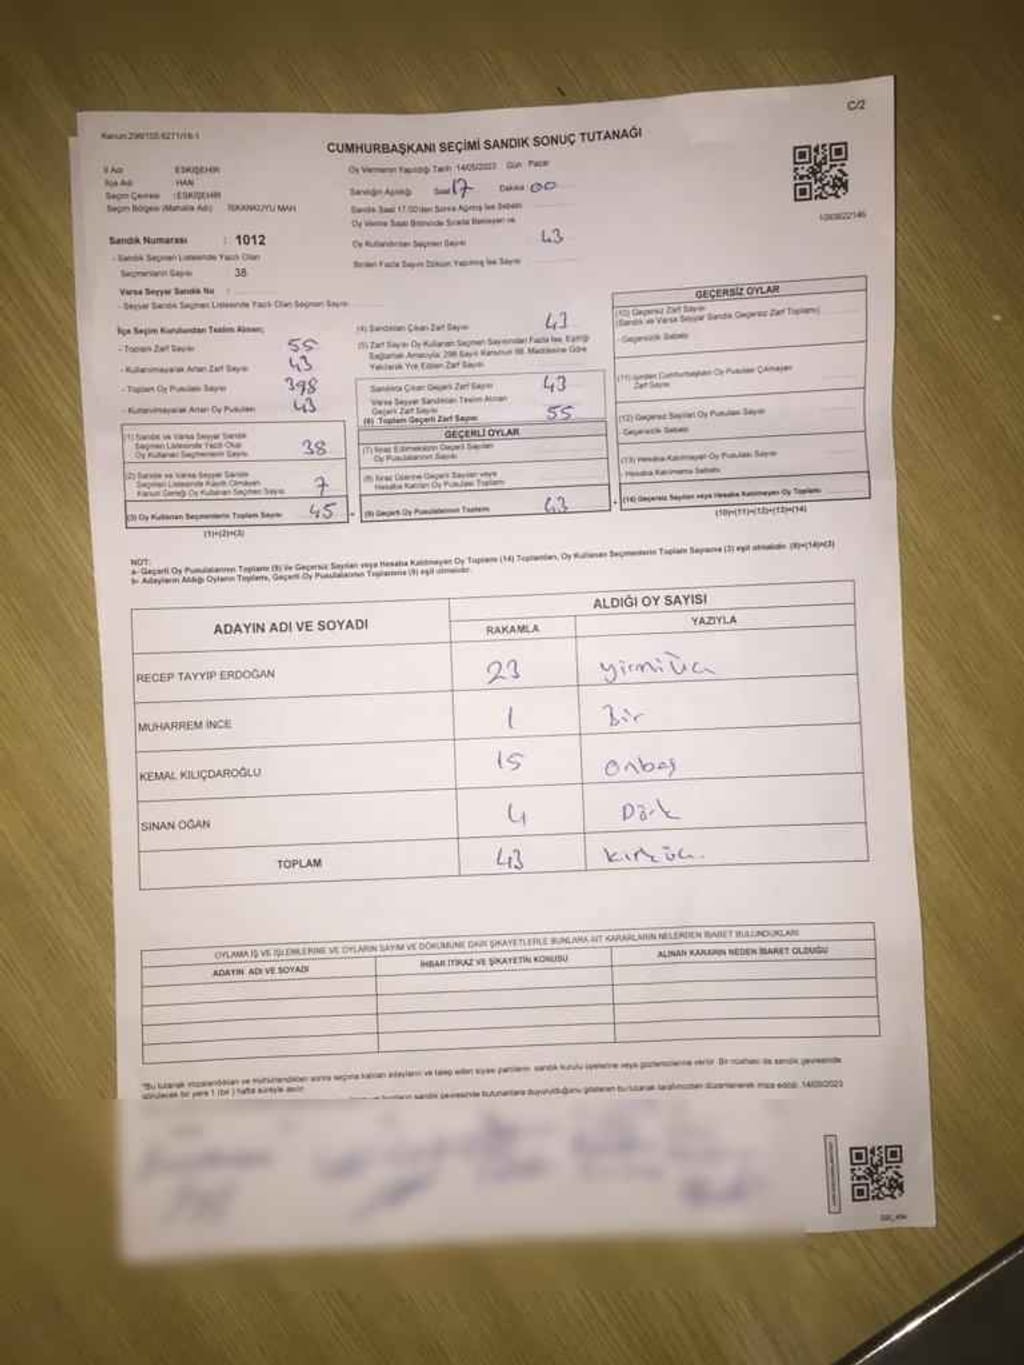 C/2
Kanun:298/105 6271/16-1
CUMHURBAŞKANI SEÇİMİ SANDIK SONUÇ TUTANAĞI
İl Adı : ESKİŞEHİR
İlçe Adı : HAN
Seçim Çevresi : ESKİŞEHİR
Seçim Bölgesi (Mahalle Adı)
Oy Vermenin Yapıldığı Tarih: 14/05/2023 Gün : Pazar
Sandığın Açıldığı Saat 17 Dakika : 00
Sandık Saat 17.00'den Sonra Açılmış İse Sebebi
Oy Verme Saati Bitiminde Sırada Bekleyen ve
Oy Kullandırılan Seçmen Sayısı 43
Birden Fazla Sayım Döküm Yapılmış İse Sayısı
Sandık Numarası : 1012
- Sandık Seçmen Listesinde Yazılı Olan
Seçmenlerin Sayısı 38
Varsa Seyyar Sandık No :
- Seyyar Sandık Seçmen Listesinde Yazılı Olan Seçmen Sayısı
İlçe Seçim Kurulundan Teslim Alınan;
- Toplam Zarf Sayısı 55
- Kullanılmayarak Artan Zarf Sayısı 43
- Toplam Oy Pusulası Sayısı 398
- Kullanılmayarak Artan Oy Pusulası 43
(1) Sandık ve Varsa Seyyar Sandık
Seçmen Listesinde Yazılı Olup
Oy Kullanan Seçmenlerin Sayısı 38
(2) Sandık ve Varsa Seyyar Sandık
Seçmen Listesinde Kayıtlı Olmayan
Kanun Gereği Oy Kullanan Seçmen Sayısı 7
(3) Oy Kullanan Seçmenlerin Toplam Sayısı 45
(1)+(2)=(3)
(4) Sandıktan Çıkan Zarf Sayısı 43
(5) Zarf Sayısı Oy Kullanan Seçmen Sayısından Fazla İse, Eşitliği
Sağlamak Amacıyla; 298 Sayılı Kanunun 98. Maddesine Göre
Yakılarak Yok Edilen Zarf Sayısı
Sandıkta Çıkan Geçerli Zarf Sayısı 43
Varsa Seyyar Sandıktan Teslim Alınan
Geçerli Zarf Sayısı
(6) Toplam Geçerli Zarf Sayısı 55
GEÇERLİ OYLAR
(7) İtiraz Edilmeksizin Geçerli Sayılan
Oy Pusulalarının Sayısı
(8) İtiraz Üzerine Geçerli Sayılan veya
Hesaba Katılan Oy Pusulası Toplamı
(9) Geçerli Oy Pusulalarının Toplamı 43
GEÇERSİZ OYLAR
(10) Geçersiz Zarf Sayısı
(Sandık ve Varsa Seyyar Sandık Geçersiz Zarf Toplamı)
- Geçersizlik Sebebi
(11) İçinden Cumhurbaşkanı Oy Pusulası Çıkmayan
Zarf Sayısı
(12) Geçersiz Sayılan Oy Pusulası Sayısı
- Geçersizlik Sebebi
(13) Hesaba Katılmayan Oy Pusulası Sayısı
- Hesaba Katılmama Sebebi
(14) Geçersiz Sayılan veya Hesaba Katılmayan Oy Toplamı
(10)+(11)+(12)+(13)=(14)
NOT:
a- Geçerli Oy Pusulalarının Toplamı (9) ile Geçersiz Sayılan veya Hesaba Katılmayan Oy Toplamı (14) Toplamları, Oy Kullanan Seçmenlerin Toplam Sayısına (3) eşit olmalıdır. (9)+(14)=(3)
b- Adayların Aldığı Oyların Toplamı, Geçerli Oy Pusulalarının Toplamına (9) eşit olmalıdır.
ADAYIN ADI VE SOYADI
ALDIĞI OY SAYISI
RAKAMLA YAZIYLA
RECEP TAYYİP ERDOĞAN 23 yirmiüç
MUHARREM İNCE 1 Bir
KEMAL KILIÇDAROĞLU 15 onbeş
SİNAN OĞAN 4 Dört
TOPLAM 43 kırküç.
OYLAMA İŞ VE İŞLEMLERİNE VE OYLARIN SAYIM VE DÖKÜMÜNE DAİR ŞİKAYETLERLE BUNLARA AİT KARARLARIN NELERDEN İBARET BULUNDUKLARI
ADAYIN ADI VE SOYADI İHBAR İTİRAZ VE ŞİKAYETİN KONUSU ALINAN KARARIN NEDEN İBARET OLDUĞU
"Bu tutanak imzalandıktan ve mühürlendikten sonra seçime katılan adayların ve talep eden siyasi partilerin sandık kurulu üyelerine veya gözlemcilerine verilir. Bir nüshası da sandık çevresinde
görülecek bir yere 1 (bir) hafta süreyle asılır.
sandık çevresinde bulunanlara duyurulduğunu gösteren bu tutanak tarafımızdan düzenlenerek imza edildi. 14/05/2023